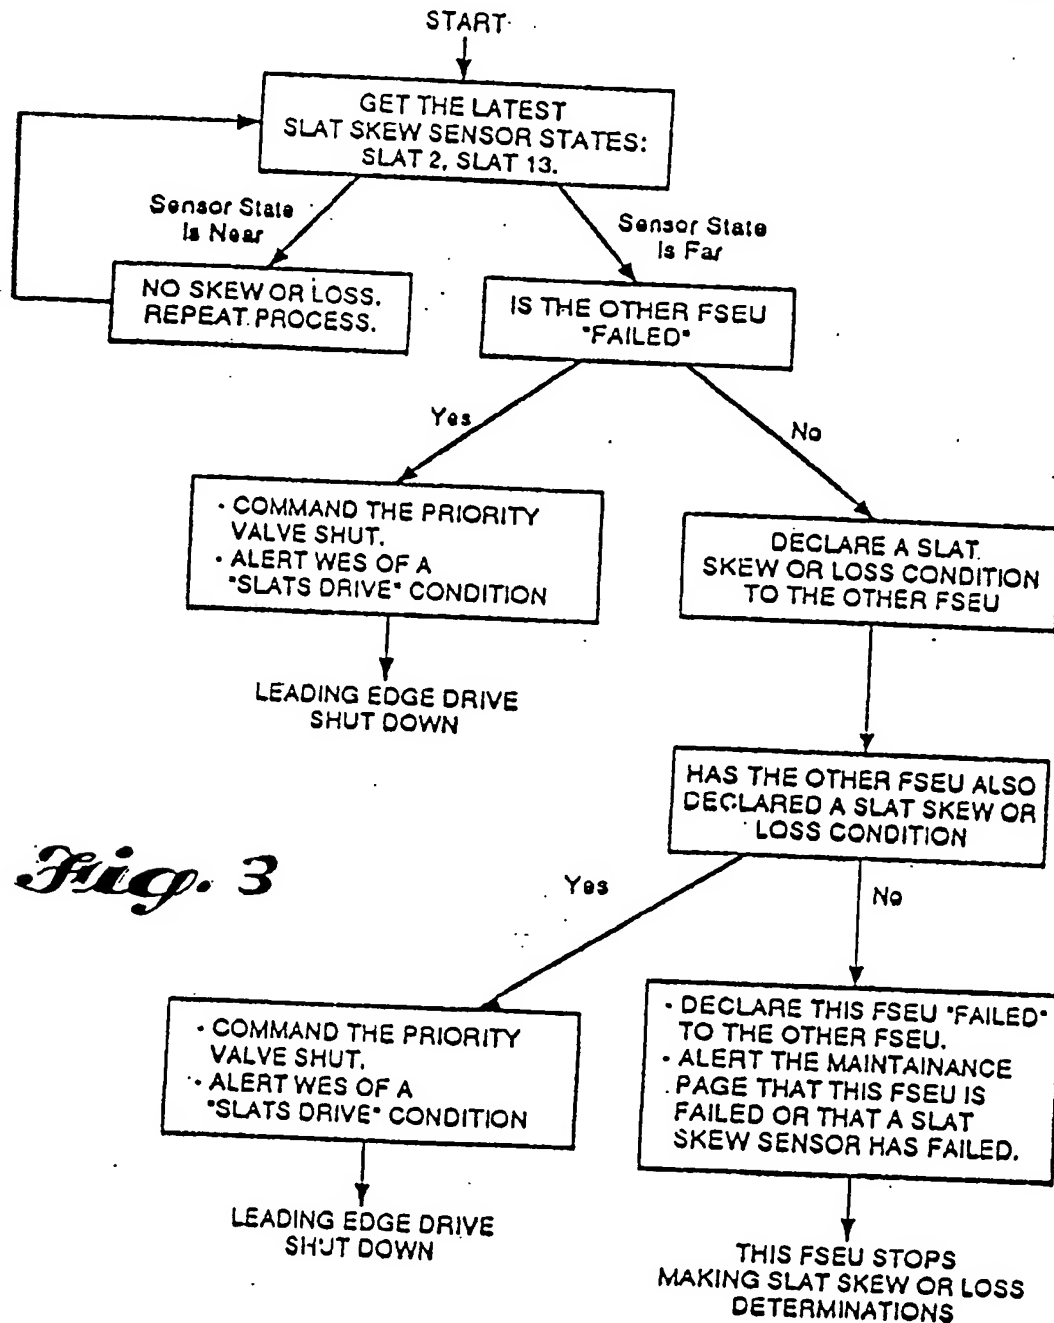 START
GET THE LATEST
SLAT SKEW SENSOR STATES:
SLAT 2, SLAT 13.
Sensor State
Is Near
Sensor State
Is Far
NO SKEW OR LOSS.
REPEAT PROCESS.
IS THE OTHER FSEU
"FAILED"
Yes
No
• COMMAND THE PRIORITY
VALVE SHUT.
• ALERT WES OF A
"SLATS DRIVE" CONDITION
DECLARE A SLAT
SKEW OR LOSS CONDITION
TO THE OTHER FSEU
LEADING EDGE DRIVE
SHUT DOWN
HAS THE OTHER FSEU ALSO
DECLARED A SLAT SKEW OR
LOSS CONDITION
Fig. 3
Yes
No
• COMMAND THE PRIORITY
VALVE SHUT.
• ALERT WES OF A
"SLATS DRIVE" CONDITION
• DECLARE THIS FSEU "FAILED"
TO THE OTHER FSEU.
• ALERT THE MAINTAINANCE
PAGE THAT THIS FSEU IS
FAILED OR THAT A SLAT
SKEW SENSOR HAS FAILED.
LEADING EDGE DRIVE
SHUT DOWN
THIS FSEU STOPS
MAKING SLAT SKEW OR LOSS
DETERMINATIONS